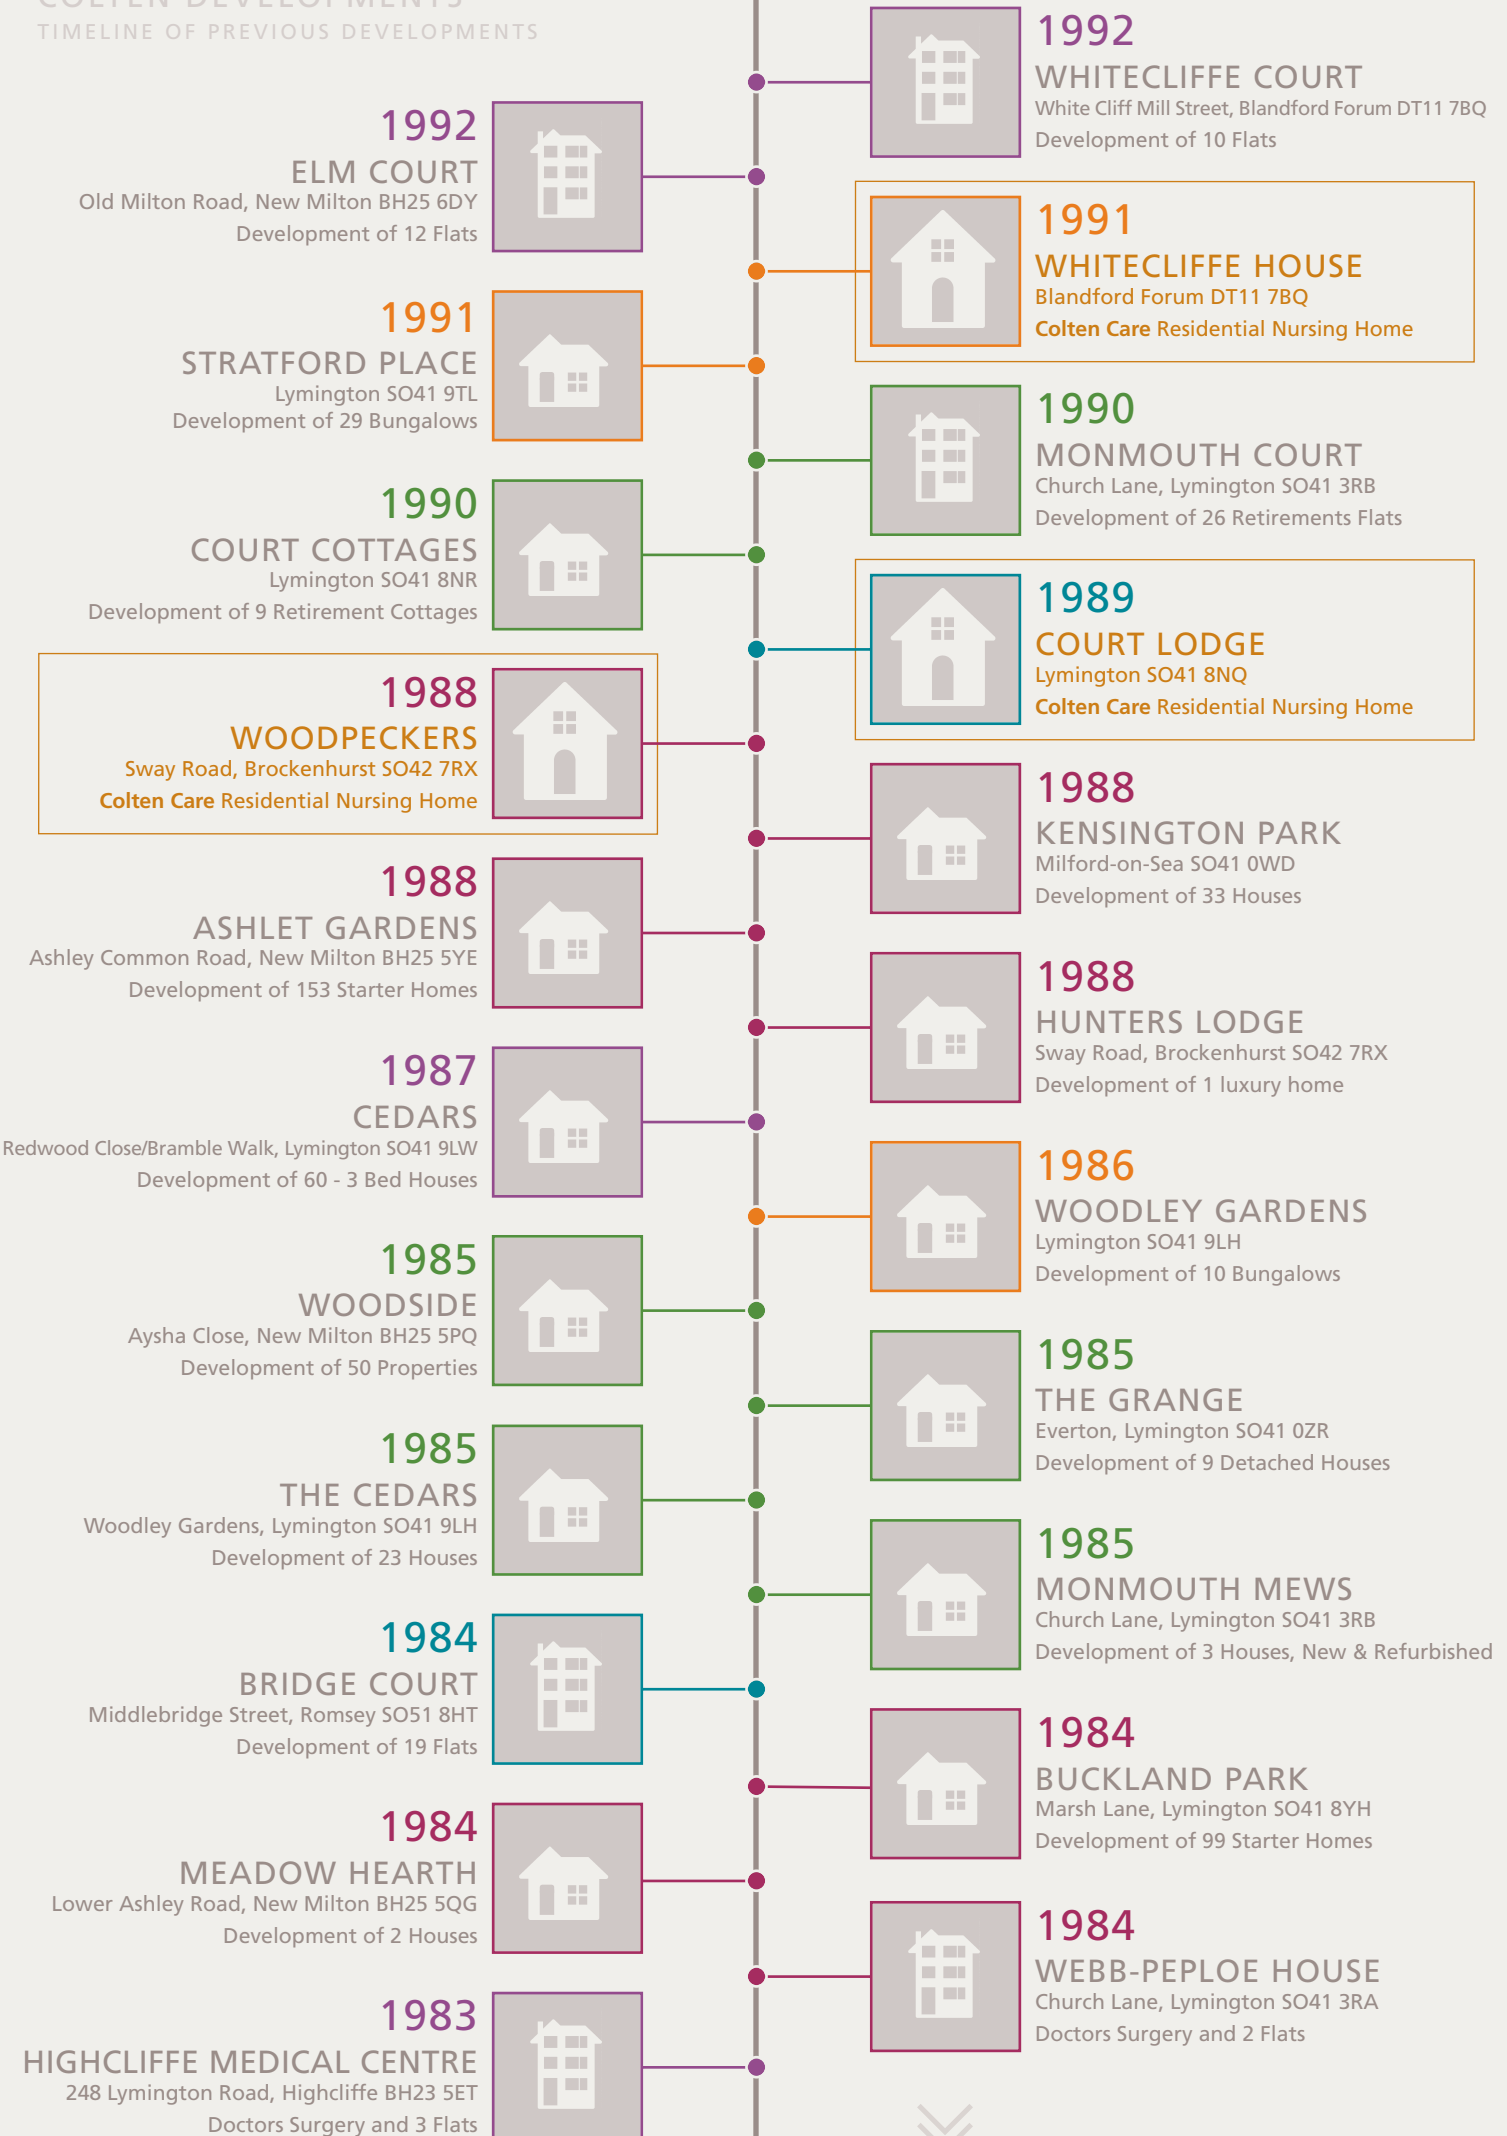 COLTEN DEVELOPMENTS
TIMELINE OF PREVIOUS DEVELOPMENTS
1992
WHITECLIFFE COURT
White Cliff Mill Street, Blandford Forum DT11 7BQ
Development of 10 Flats
1992
ELM COURT
Old Milton Road, New Milton BH25 6DY
Development of 12 Flats
1991
WHITECLIFFE HOUSE
Blandford Forum DT11 7BQ
Colten Care Residential Nursing Home
1991
STRATFORD PLACE
Lymington SO41 9TL
Development of 29 Bungalows
1990
MONMOUTH COURT
Church Lane, Lymington SO41 3RB
Development of 26 Retirements Flats
1990
COURT COTTAGES
Lymington SO41 8NR
Development of 9 Retirement Cottages
1989
COURT LODGE
Lymington SO41 8NQ
Colten Care Residential Nursing Home
1988
WOODPECKERS
Sway Road, Brockenhurst SO42 7RX
Colten Care Residential Nursing Home
1988
KENSINGTON PARK
Milford-on-Sea SO41 0WD
Development of 33 Houses
1988
ASHLET GARDENS
Ashley Common Road, New Milton BH25 5YE
Development of 153 Starter Homes
1988
HUNTERS LODGE
Sway Road, Brockenhurst SO42 7RX
Development of 1 luxury home
1987
CEDARS
Redwood Close/Bramble Walk, Lymington SO41 9LW
Development of 60 - 3 Bed Houses
1986
WOODLEY GARDENS
Lymington SO41 9LH
Development of 10 Bungalows
1985
WOODSIDE
Aysha Close, New Milton BH25 5PQ
Development of 50 Properties
1985
THE GRANGE
Everton, Lymington SO41 0ZR
Development of 9 Detached Houses
1985
THE CEDARS
Woodley Gardens, Lymington SO41 9LH
Development of 23 Houses
1985
MONMOUTH MEWS
Church Lane, Lymington SO41 3RB
Development of 3 Houses, New & Refurbished
1984
BRIDGE COURT
Middlebridge Street, Romsey SO51 8HT
Development of 19 Flats
1984
BUCKLAND PARK
Marsh Lane, Lymington SO41 8YH
Development of 99 Starter Homes
1984
MEADOW HEARTH
Lower Ashley Road, New Milton BH25 5QG
Development of 2 Houses
1984
WEBB-PEPLOE HOUSE
Church Lane, Lymington SO41 3RA
Doctors Surgery and 2 Flats
1983
HIGHCLIFFE MEDICAL CENTRE
248 Lymington Road, Highcliffe BH23 5ET
Doctors Surgery and 3 Flats